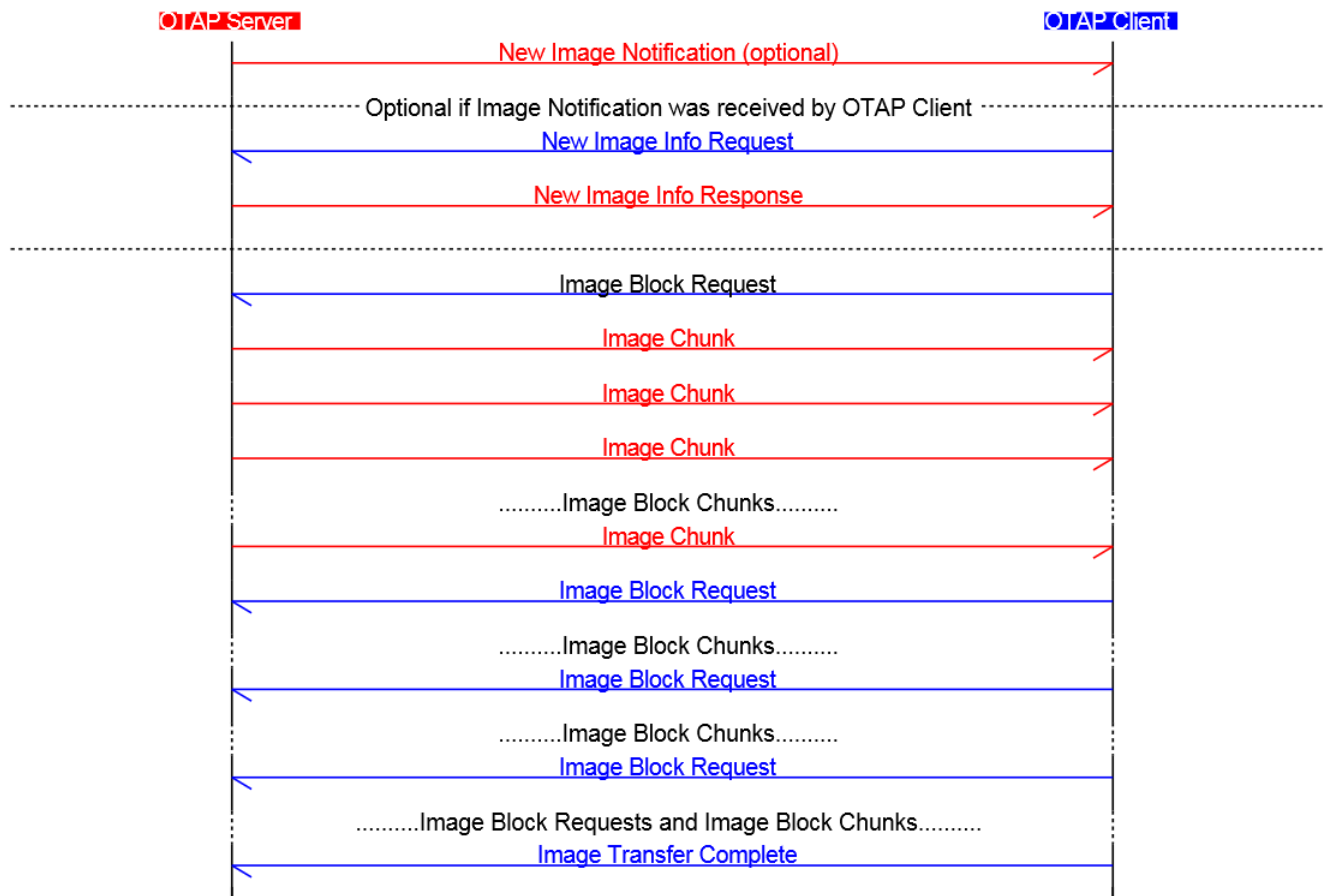 OTAP Server OTAP Client
New Image Notification (optional)
Optional if Image Notification was received by OTAP Client
New Image Info Request
New Image Info Response
Image Block Request
Image Chunk
Image Chunk
Image Chunk
..........Image Block Chunks..........
Image Chunk
Image Block Request
..........Image Block Chunks..........
Image Block Request
..........Image Block Chunks..........
Image Block Request
..........Image Block Requests and Image Block Chunks..........
Image Transfer Complete